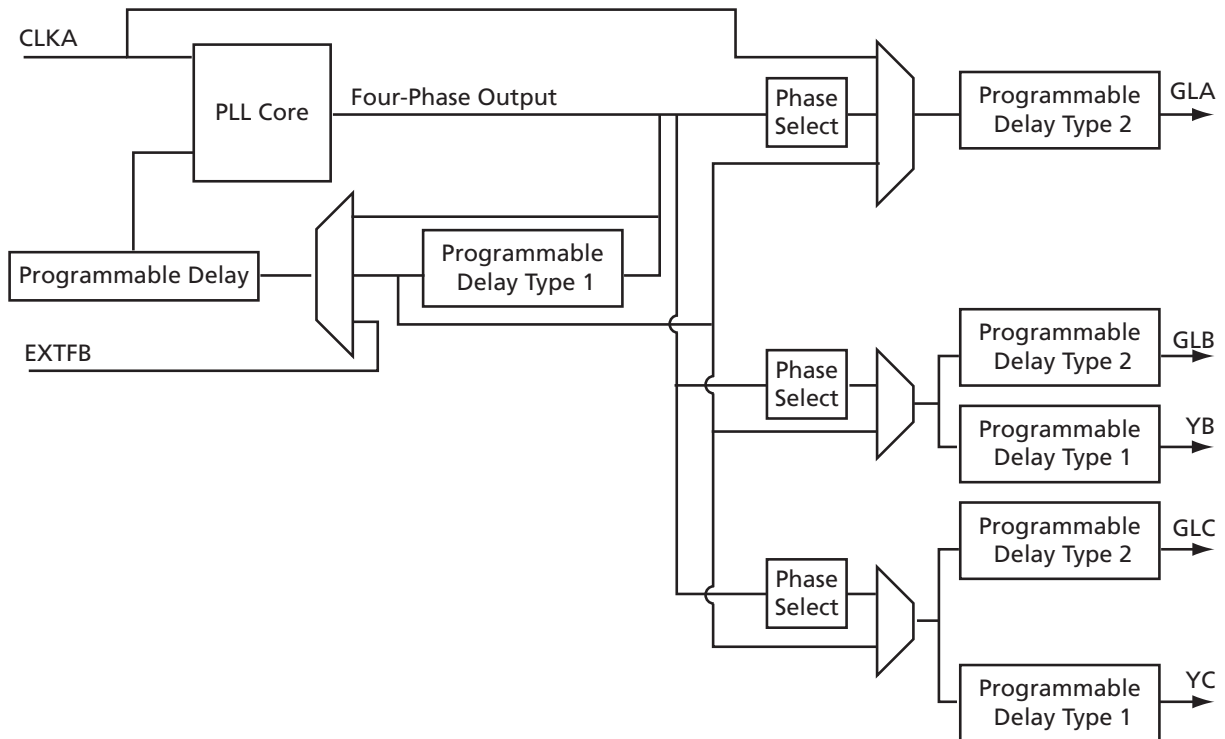 CLKA
PLL Core
Four-Phase Output
Phase
Select
Programmable
Delay Type 2
GLA
Programmable Delay
Programmable
Delay Type 1
EXTFB
Phase
Select
Programmable
Delay Type 2
GLB
Programmable
Delay Type 1
YB
Phase
Select
Programmable
Delay Type 2
GLC
Programmable
Delay Type 1
YC